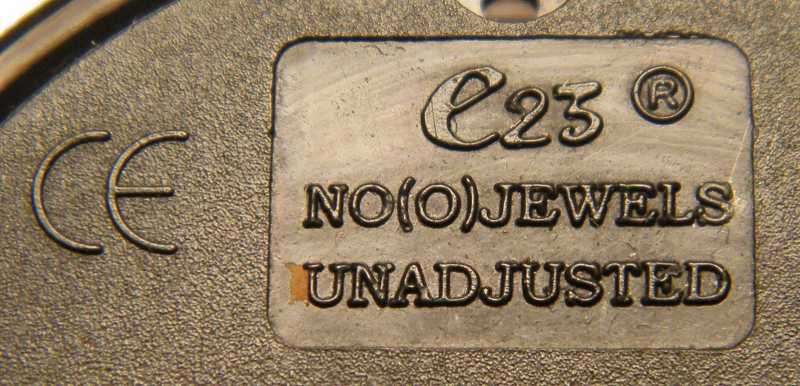 CE
e23 ®
NO(O)JEWELS
UNADJUSTED